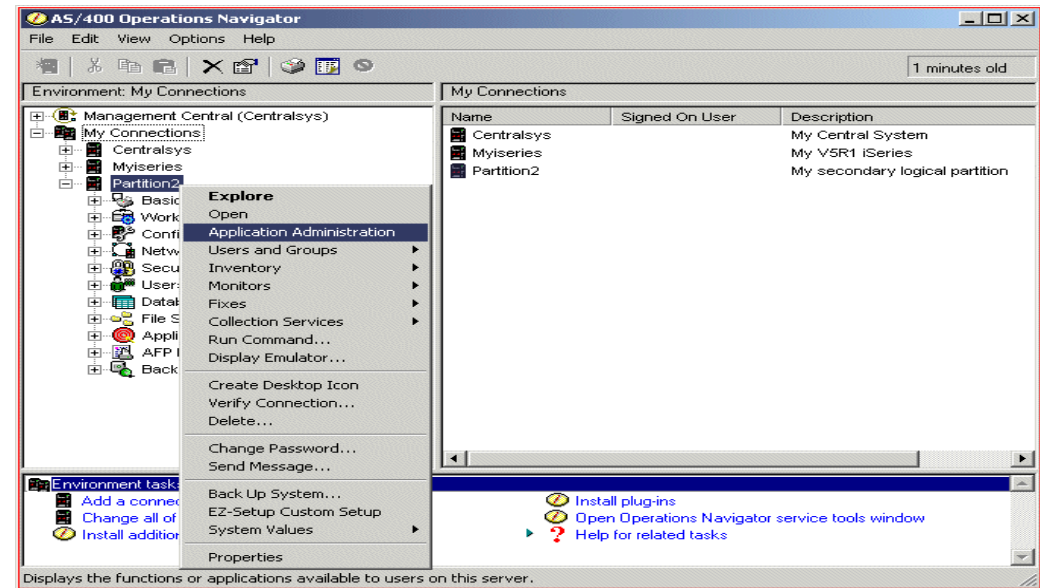 AS/400 Operations Navigator
File Edit View Options Help
1 minutes old
Environment: My Connections
My Connections
Management Central (Centralsys)
My Connections
Centralsys
Myiseries
Partition2
Basic
Work
Confi
Netw
Secu
User
Datab
File S
Appli
AFP
Back
Explore
Open
Application Administration
Users and Groups
Inventory
Monitors
Fixes
Collection Services
Run Command...
Display Emulator...
Create Desktop Icon
Verify Connection...
Delete...
Change Password...
Send Message...
Back Up System...
EZ-Setup Custom Setup
System Values
Properties
Name Signed On User Description
Centralsys My Central System
Myiseries My V5R1 iSeries
Partition2 My secondary logical partition
Environment task
Add a connec
Change all of
Install addition
Install plug-ins
Open Operations Navigator service tools window
? Help for related tasks
Displays the functions or applications available to users on this server.